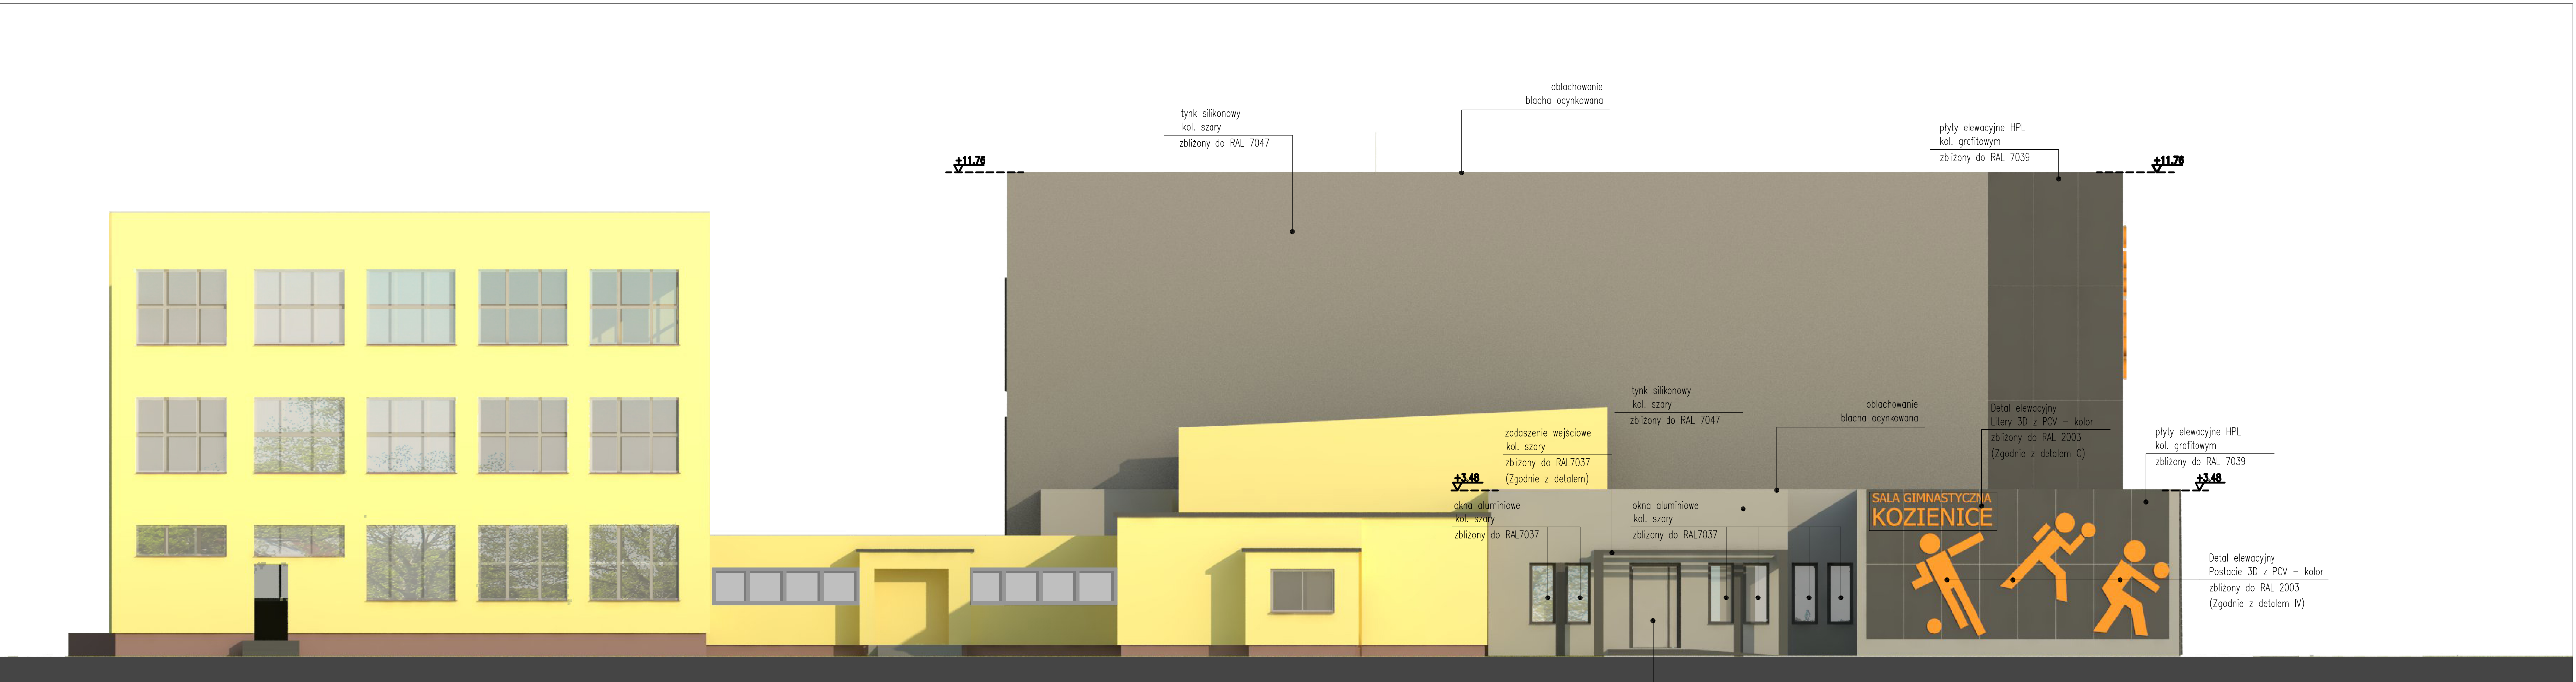 oblachowanie
blacha ocynkowana
tynk silikonowy
kol. szary
zbliżony do RAL 7047
płyty elewacyjne HPL
kol. grafitowym
zbliżony do RAL 7039
+11.76
+11.76
tynk silikonowy
kol. szary
zbliżony do RAL 7047
oblachowanie
blacha ocynkowana
Detal elewacyjny
Litery 3D z PCV – kolor
zbliżony do RAL 2003
(Zgodnie z detalem C)
zadaszenie wejściowe
kol. szary
zbliżony do RAL7037
(Zgodnie z detalem)
płyty elewacyjne HPL
kol. grafitowym
zbliżony do RAL 7039
+3.48
+3.48
okna aluminiowe
kol. szary
zbliżony do RAL7037
okna aluminiowe
kol. szary
zbliżony do RAL7037
SALA GIMNASTYCZNA
KOZIENICE
Detal elewacyjny
Postacie 3D z PCV – kolor
zbliżony do RAL 2003
(Zgodnie z detalem IV)